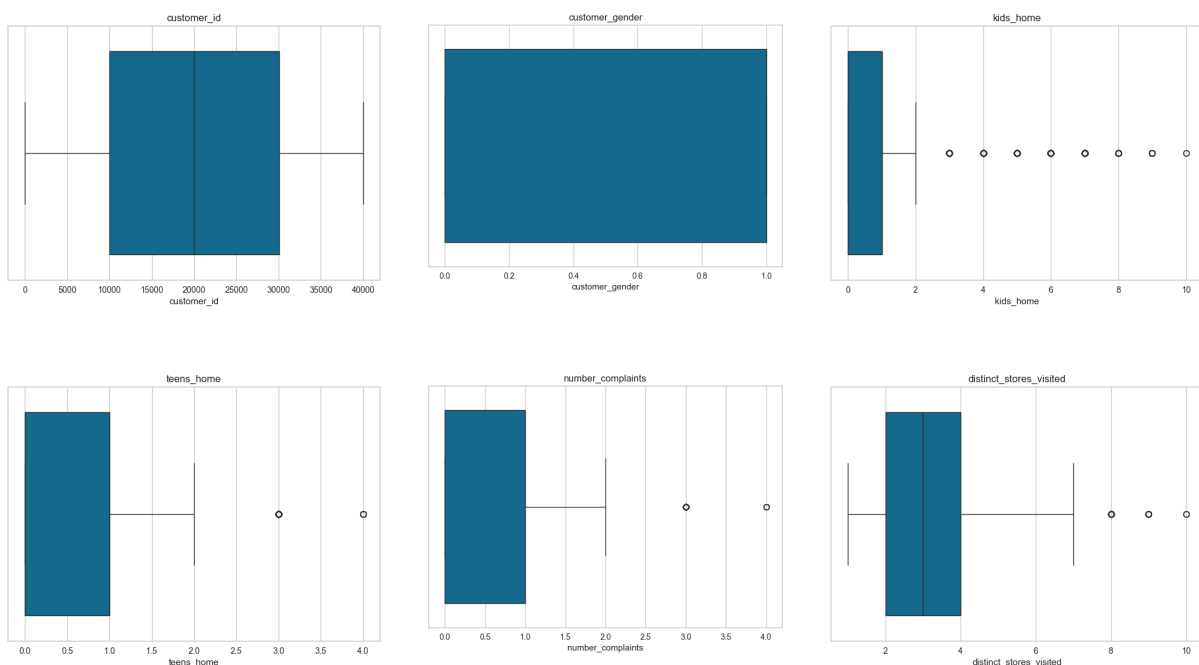 customer_id
0 5000 10000 15000 20000 25000 30000 35000 40000
customer_id
customer_gender
0.0 0.2 0.4 0.6 0.8 1.0
customer_gender
kids_home
0 2 4 6 8 10
kids_home
teens_home
0.0 0.5 1.0 1.5 2.0 2.5 3.0 3.5 4.0
teens_home
number_complaints
0.0 0.5 1.0 1.5 2.0 2.5 3.0 3.5 4.0
number_complaints
distinct_stores_visited
2 4 6 8 10
distinct_stores_visited